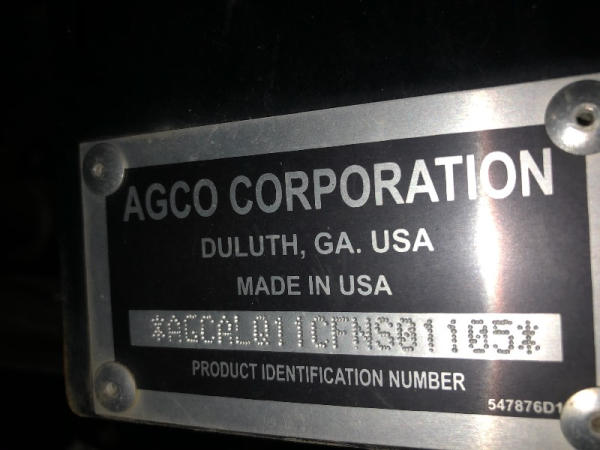 AGCO CORPORATION
DULUTH, GA. USA
MADE IN USA
*AGCAL011CFNS01105*
PRODUCT IDENTIFICATION NUMBER
547876D1